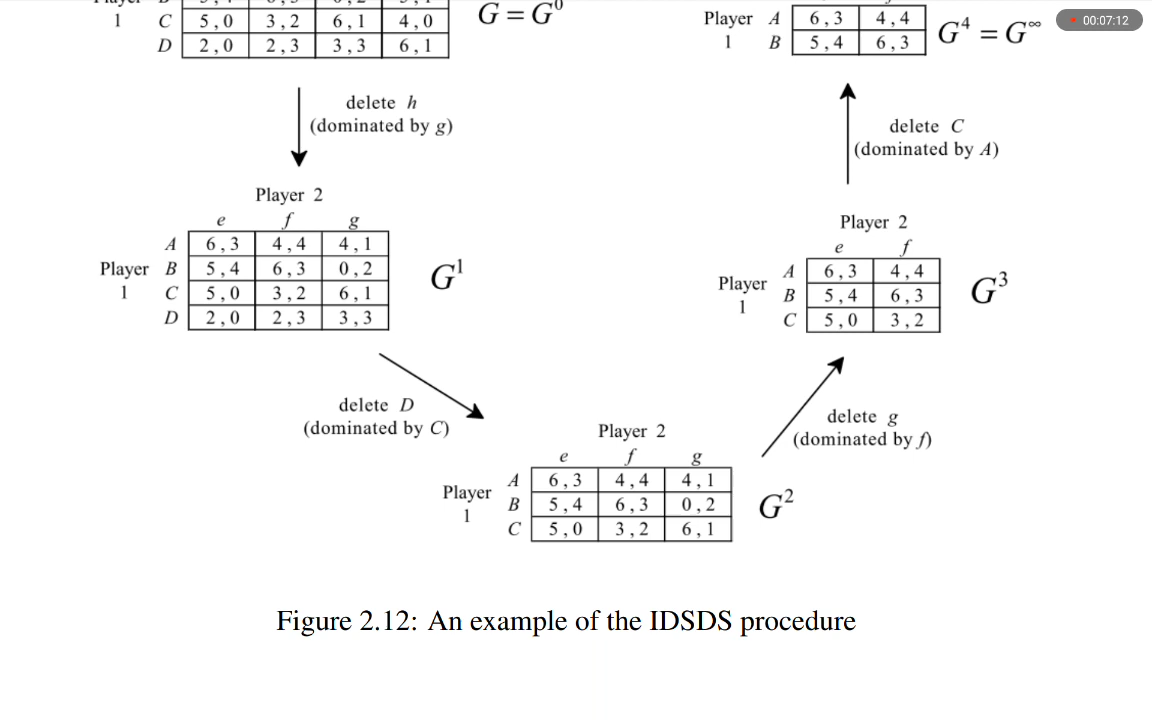 1 C 5 , 0 3 , 2 6 , 1 4 , 0 G = G⁰
D 2 , 0 2 , 3 3 , 3 6 , 1
delete h
(dominated by g)
Player 2
e f g
A 6 , 3 4 , 4 4 , 1
Player B 5 , 4 6 , 3 0 , 2 G¹
1 C 5 , 0 3 , 2 6 , 1
D 2 , 0 2 , 3 3 , 3
delete D
(dominated by C)
Player 2
e f g
A 6 , 3 4 , 4 4 , 1
Player B 5 , 4 6 , 3 0 , 2 G²
1 C 5 , 0 3 , 2 6 , 1
delete g
(dominated by f)
Player 2
e f
A 6 , 3 4 , 4
Player B 5 , 4 6 , 3 G³
1 C 5 , 0 3 , 2
delete C
(dominated by A)
Player A 6 , 3 4 , 4 G⁴ = G∞
1 B 5 , 4 6 , 3
00:07:12
Figure 2.12: An example of the IDSDS procedure